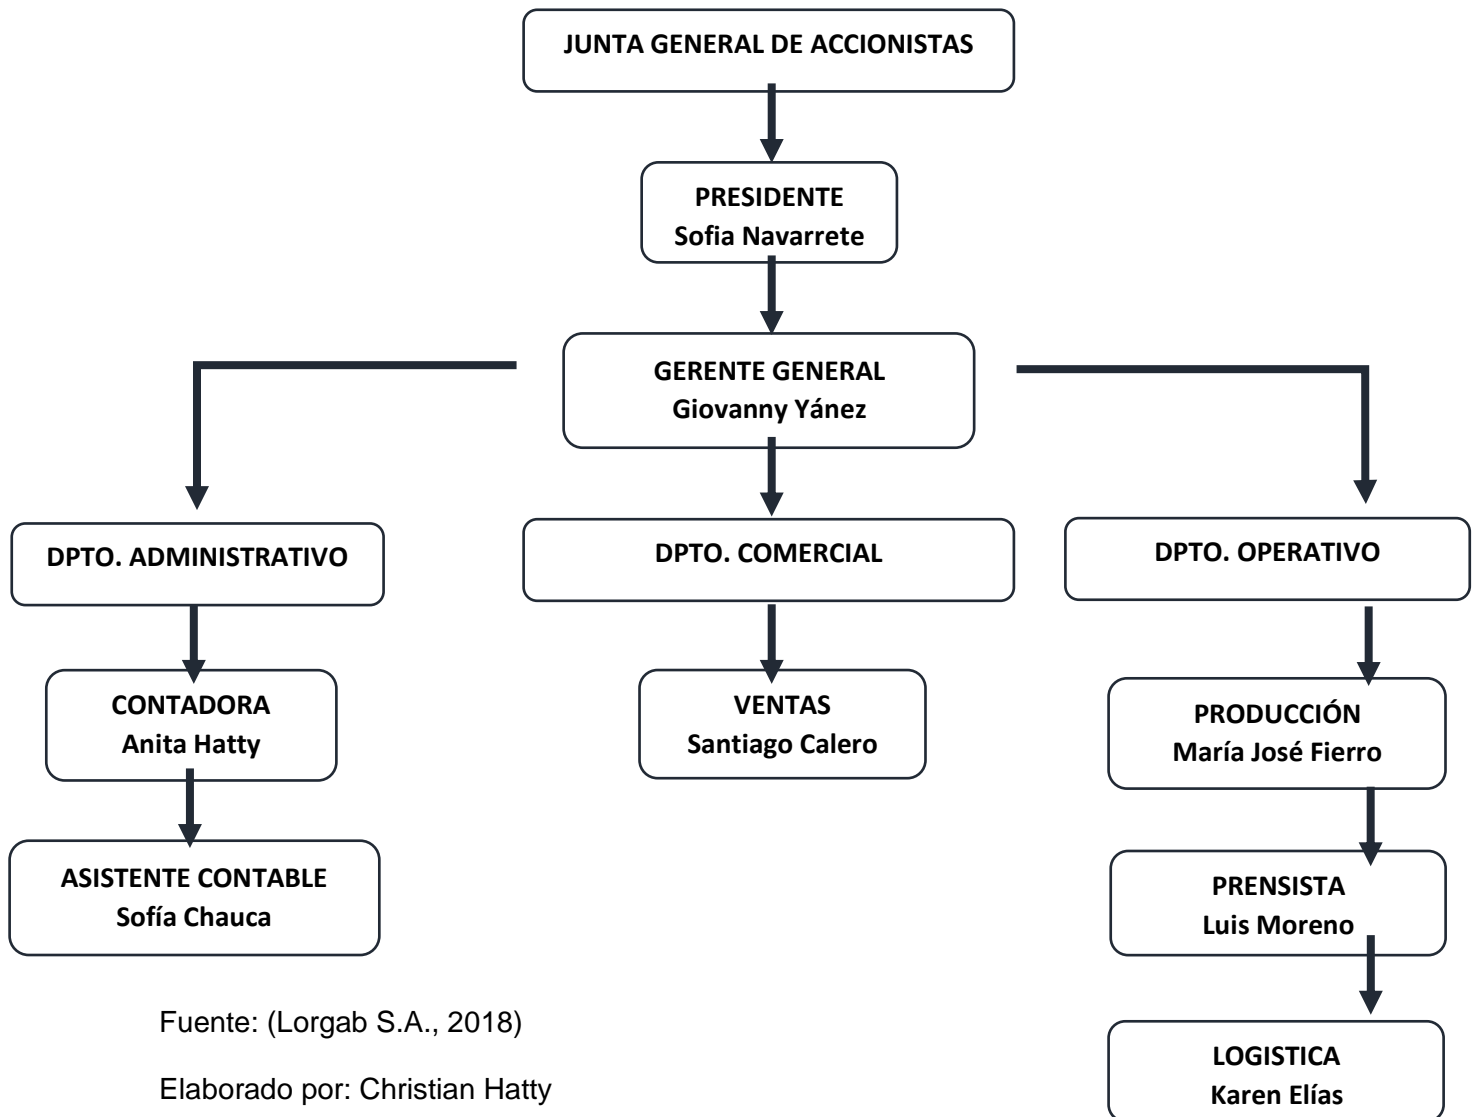 JUNTA GENERAL DE ACCIONISTAS
PRESIDENTE
Sofia Navarrete
GERENTE GENERAL
Giovanny Yánez
DPTO. ADMINISTRATIVO
DPTO. COMERCIAL
DPTO. OPERATIVO
CONTADORA
Anita Hatty
VENTAS
Santiago Calero
PRODUCCIÓN
María José Fierro
ASISTENTE CONTABLE
Sofía Chauca
PRENSISTA
Luis Moreno
LOGISTICA
Karen Elías
Fuente: (Lorgab S.A., 2018)
Elaborado por: Christian Hatty